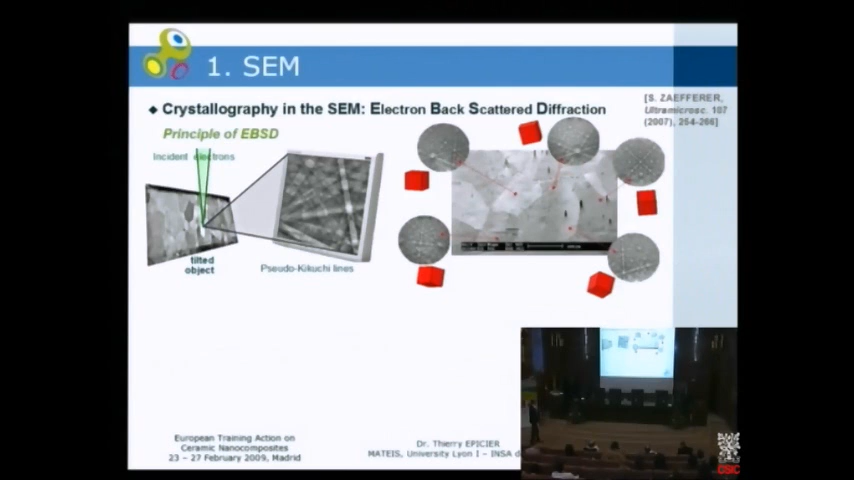 1. SEM
◆ Crystallography in the SEM: Electron Back Scattered Diffraction
[S. ZAEFFERER,
Ultramicrosc. 107
(2007), 254-266]
Principle of EBSD
Incident electrons
tilted
object
Pseudo-Kikuchi lines
European Training Action on
Ceramic Nanocomposites
23 – 27 February 2009, Madrid
Dr. Thierry EPICIER
MATEIS, University Lyon I – INSA d
CSIC